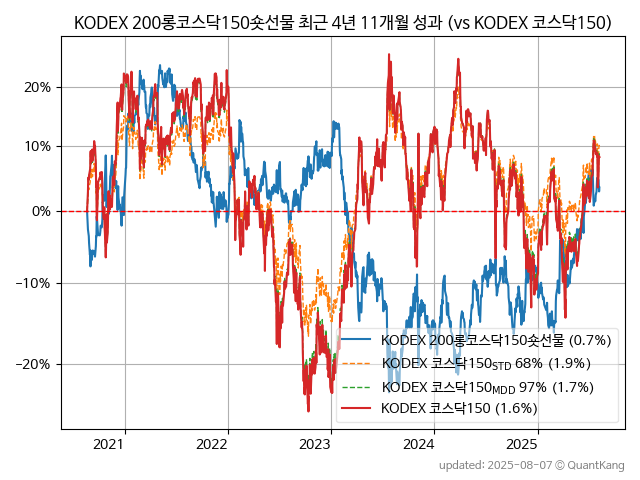 KODEX 200롱코스닥150숏선물 최근 4년 11개월 성과 (vs KODEX 코스닥150)
20%
10%
0%
−10%
−20%
KODEX 200롱코스닥150숏선물 (0.7%)
KODEX 코스닥150STD 68% (1.9%)
KODEX 코스닥150MDD 97% (1.7%)
KODEX 코스닥150 (1.6%)
2021 2022 2023 2024 2025
updated: 2025-08-07 © QuantKang